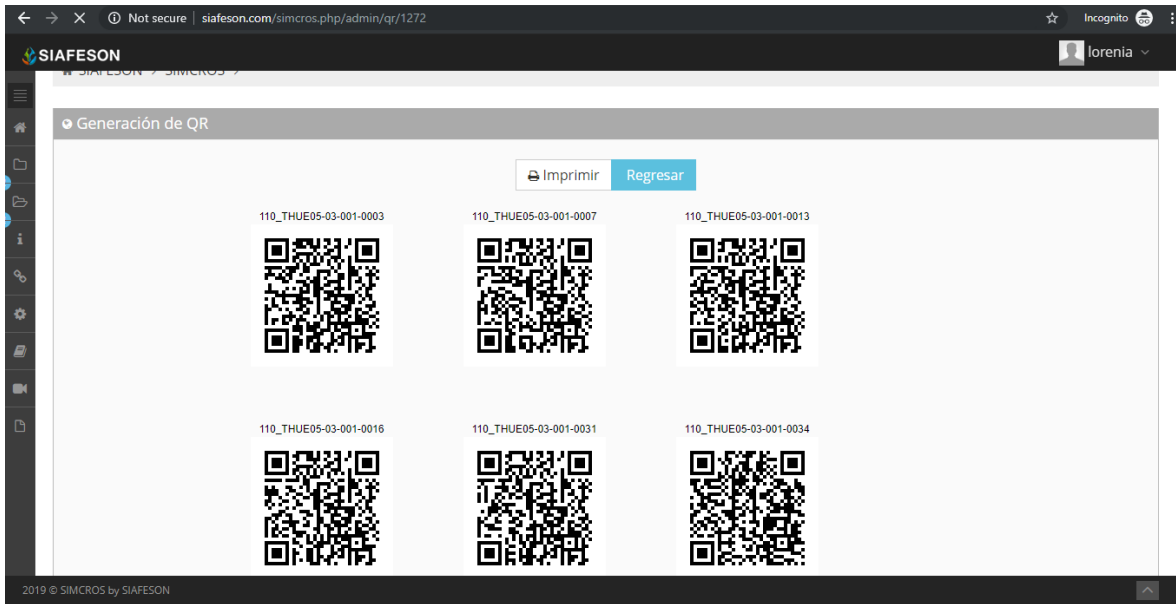 Not secure | siafeson.com/simcros.php/admin/qr/1272
Incognito
SIAFESON
lorenia
SIAFESON > SIMCROS >
Generación de QR
Imprimir
Regresar
110_THUE05-03-001-0003
110_THUE05-03-001-0007
110_THUE05-03-001-0013
110_THUE05-03-001-0016
110_THUE05-03-001-0031
110_THUE05-03-001-0034
2019 © SIMCROS by SIAFESON